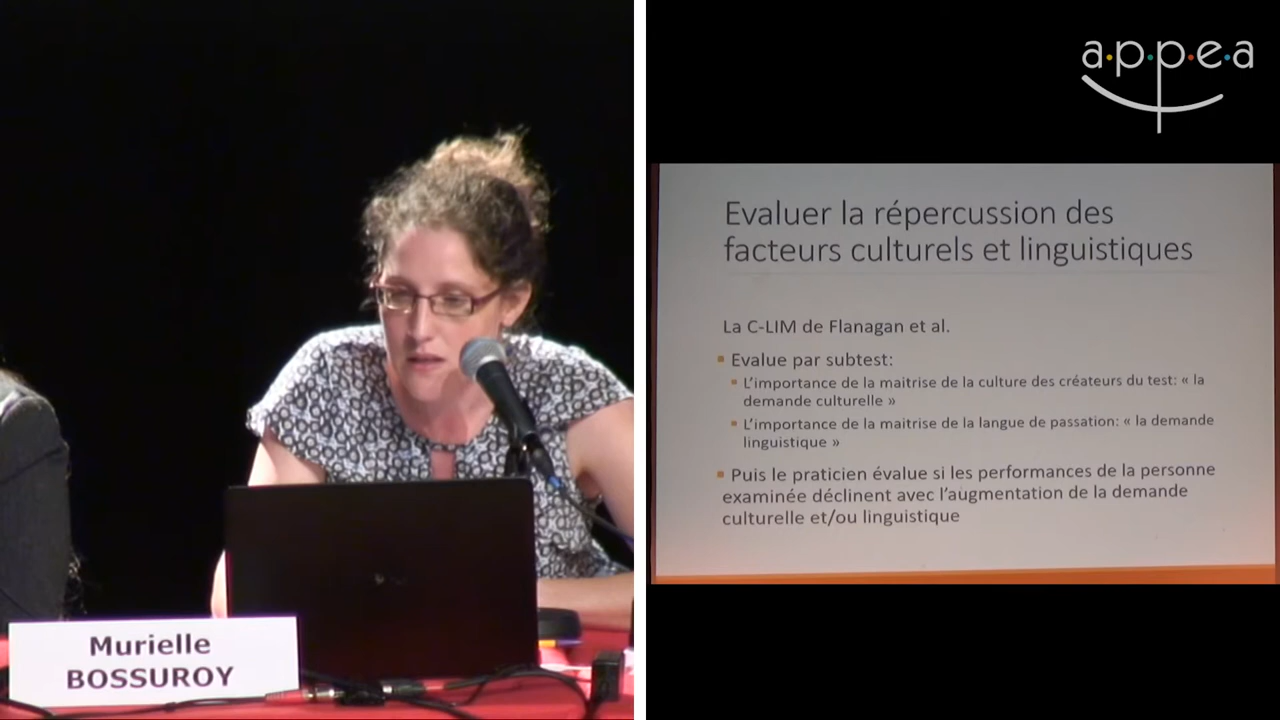 Murielle
BOSSUROY
a·p·p·e·a
Evaluer la répercussion des
facteurs culturels et linguistiques
La C-LIM de Flanagan et al.
Evalue par subtest:
L'importance de la maitrise de la culture des créateurs du test: « la
demande culturelle »
L'importance de la maitrise de la langue de passation: « la demande
linguistique »
Puis le praticien évalue si les performances de la personne
examinée déclinent avec l'augmentation de la demande
culturelle et/ou linguistique